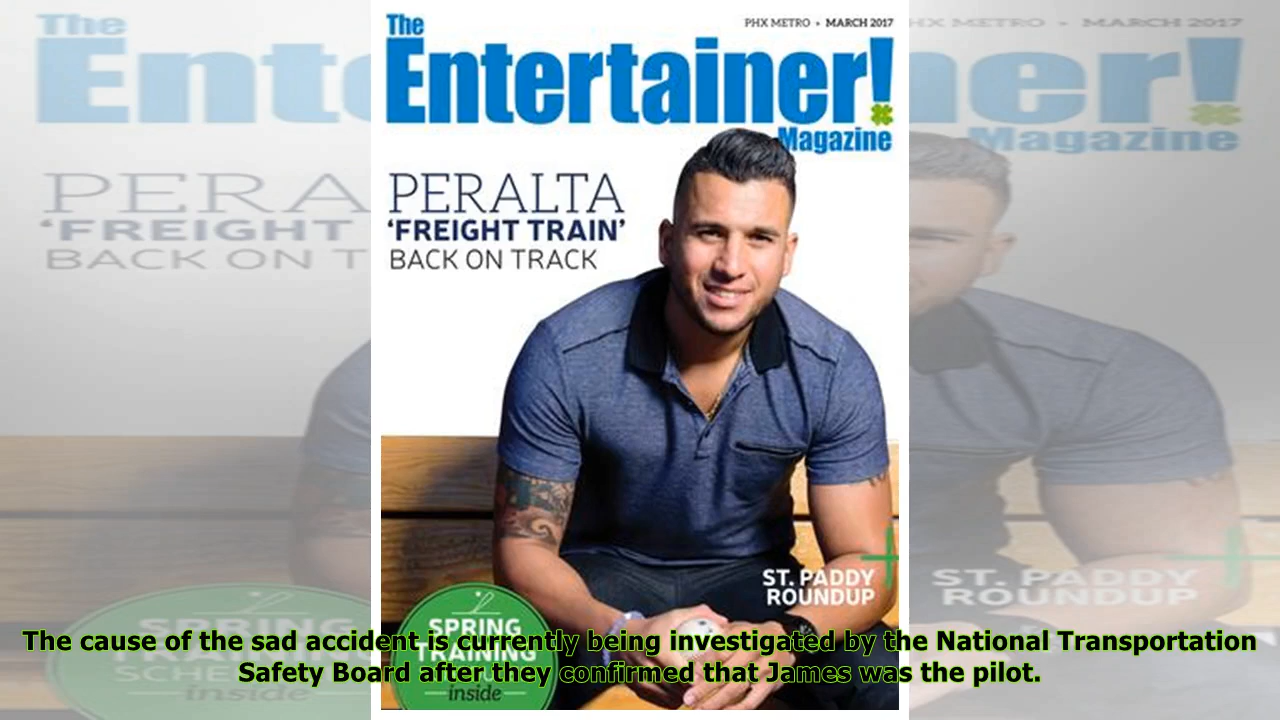 The
PHX METRO • MARCH 2017
Entertainer!
Magazine
PERALTA
‘FREIGHT TRAIN’
BACK ON TRACK
ST. PADDY
ROUNDUP
SPRING
TRAINING
inside
The cause of the sad accident is currently being investigated by the National Transportation
Safety Board after they confirmed that James was the pilot.